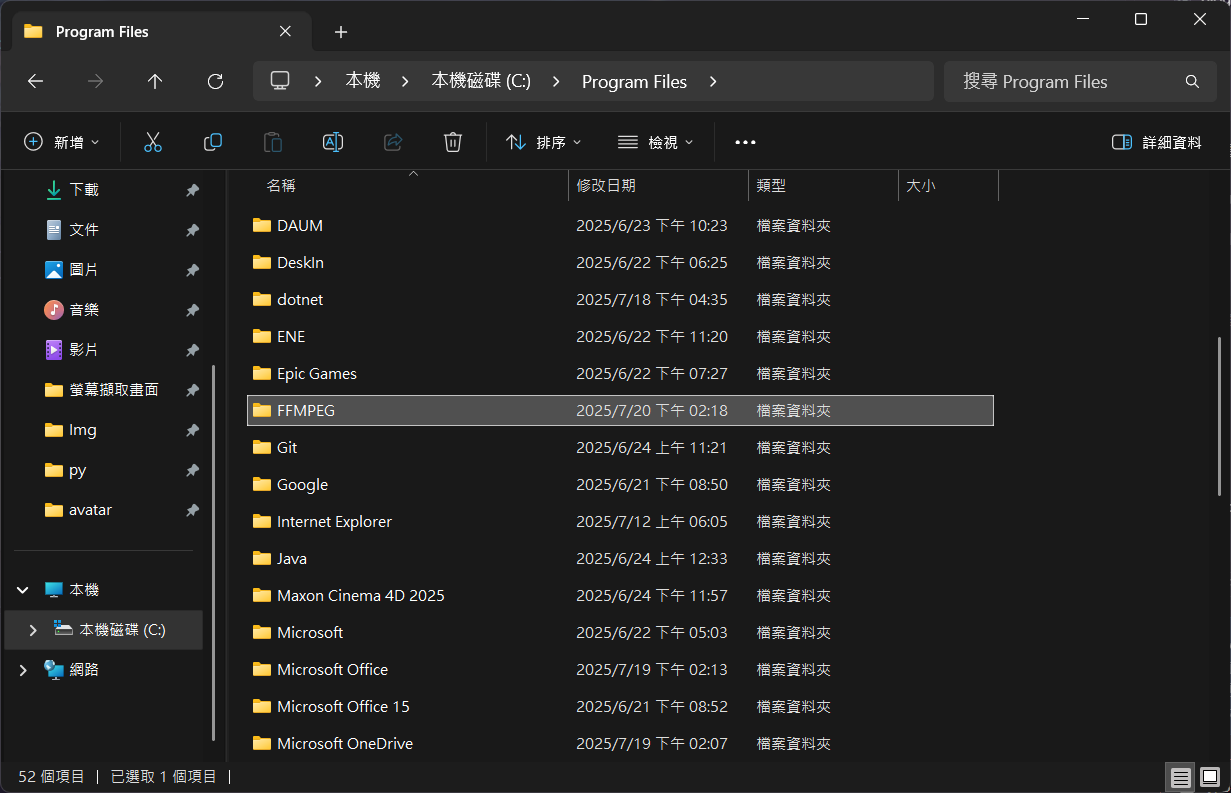 Program Files
本機 本機磁碟 (C:) Program Files
搜尋 Program Files
新增 排序 檢視 詳細資料
下載
文件
圖片
音樂
影片
螢幕擷取畫面
Img
py
avatar
本機
本機磁碟 (C:)
網路
名稱 修改日期 類型 大小
DAUM 2025/6/23 下午 10:23 檔案資料夾
DeskIn 2025/6/22 下午 06:25 檔案資料夾
dotnet 2025/7/18 下午 04:35 檔案資料夾
ENE 2025/6/22 下午 11:20 檔案資料夾
Epic Games 2025/6/22 下午 07:27 檔案資料夾
FFMPEG 2025/7/20 下午 02:18 檔案資料夾
Git 2025/6/24 上午 11:21 檔案資料夾
Google 2025/6/21 下午 08:50 檔案資料夾
Internet Explorer 2025/7/12 上午 06:05 檔案資料夾
Java 2025/6/24 上午 12:33 檔案資料夾
Maxon Cinema 4D 2025 2025/6/24 下午 11:57 檔案資料夾
Microsoft 2025/6/22 下午 05:03 檔案資料夾
Microsoft Office 2025/7/19 下午 02:13 檔案資料夾
Microsoft Office 15 2025/6/21 下午 08:52 檔案資料夾
Microsoft OneDrive 2025/7/19 下午 02:07 檔案資料夾
52 個項目 已選取 1 個項目